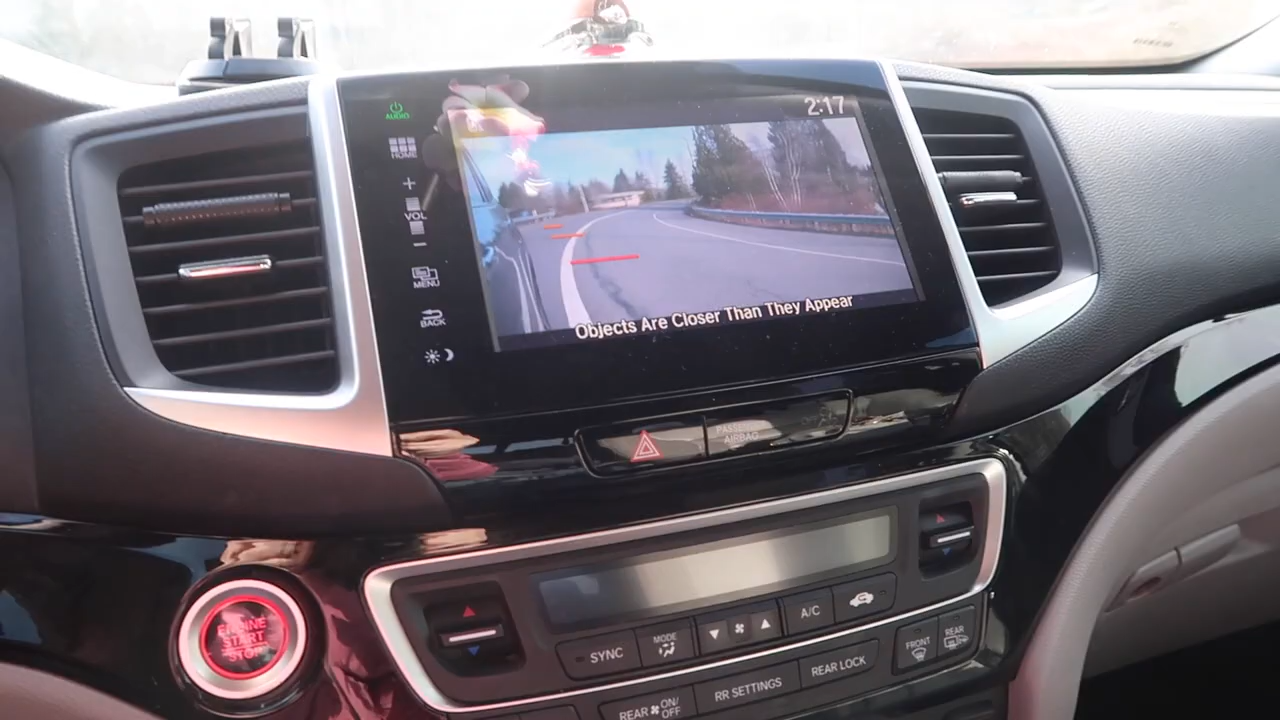 AUDIO
HOME
+
VOL
−
MENU
BACK
2:17
Objects Are Closer Than They Appear
PASSE
AIRBAG
ENGINE
START
STOP
MODE
SYNC
A/C
FRONT
REAR
REAR ON/
OFF
RR SETTINGS
REAR LOCK